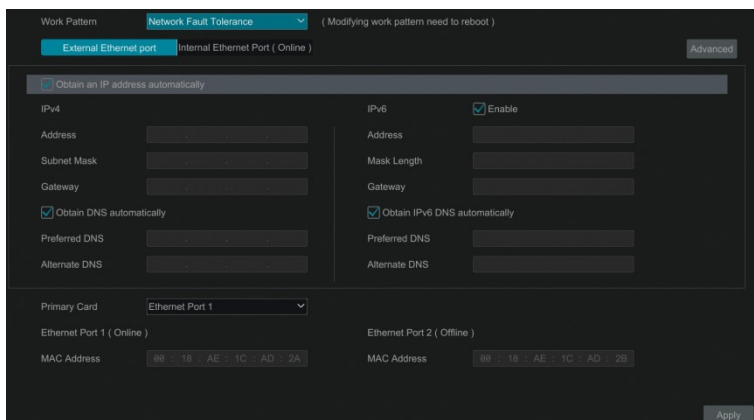 Work Pattern Network Fault Tolerance ( Modifying work pattern need to reboot )
External Ethernet port Internal Ethernet Port ( Online ) Advanced
Obtain an IP address automatically
IPv4 IPv6 Enable
Address Address
Subnet Mask Mask Length
Gateway Gateway
Obtain DNS automatically Obtain IPv6 DNS automatically
Preferred DNS Preferred DNS
Alternate DNS Alternate DNS
Primary Card Ethernet Port 1
Ethernet Port 1 ( Online ) Ethernet Port 2 ( Offline )
MAC Address 00 : 18 : AE : 1C : AD : 2A MAC Address 00 : 18 : AE : 1C : AD : 2B
Apply